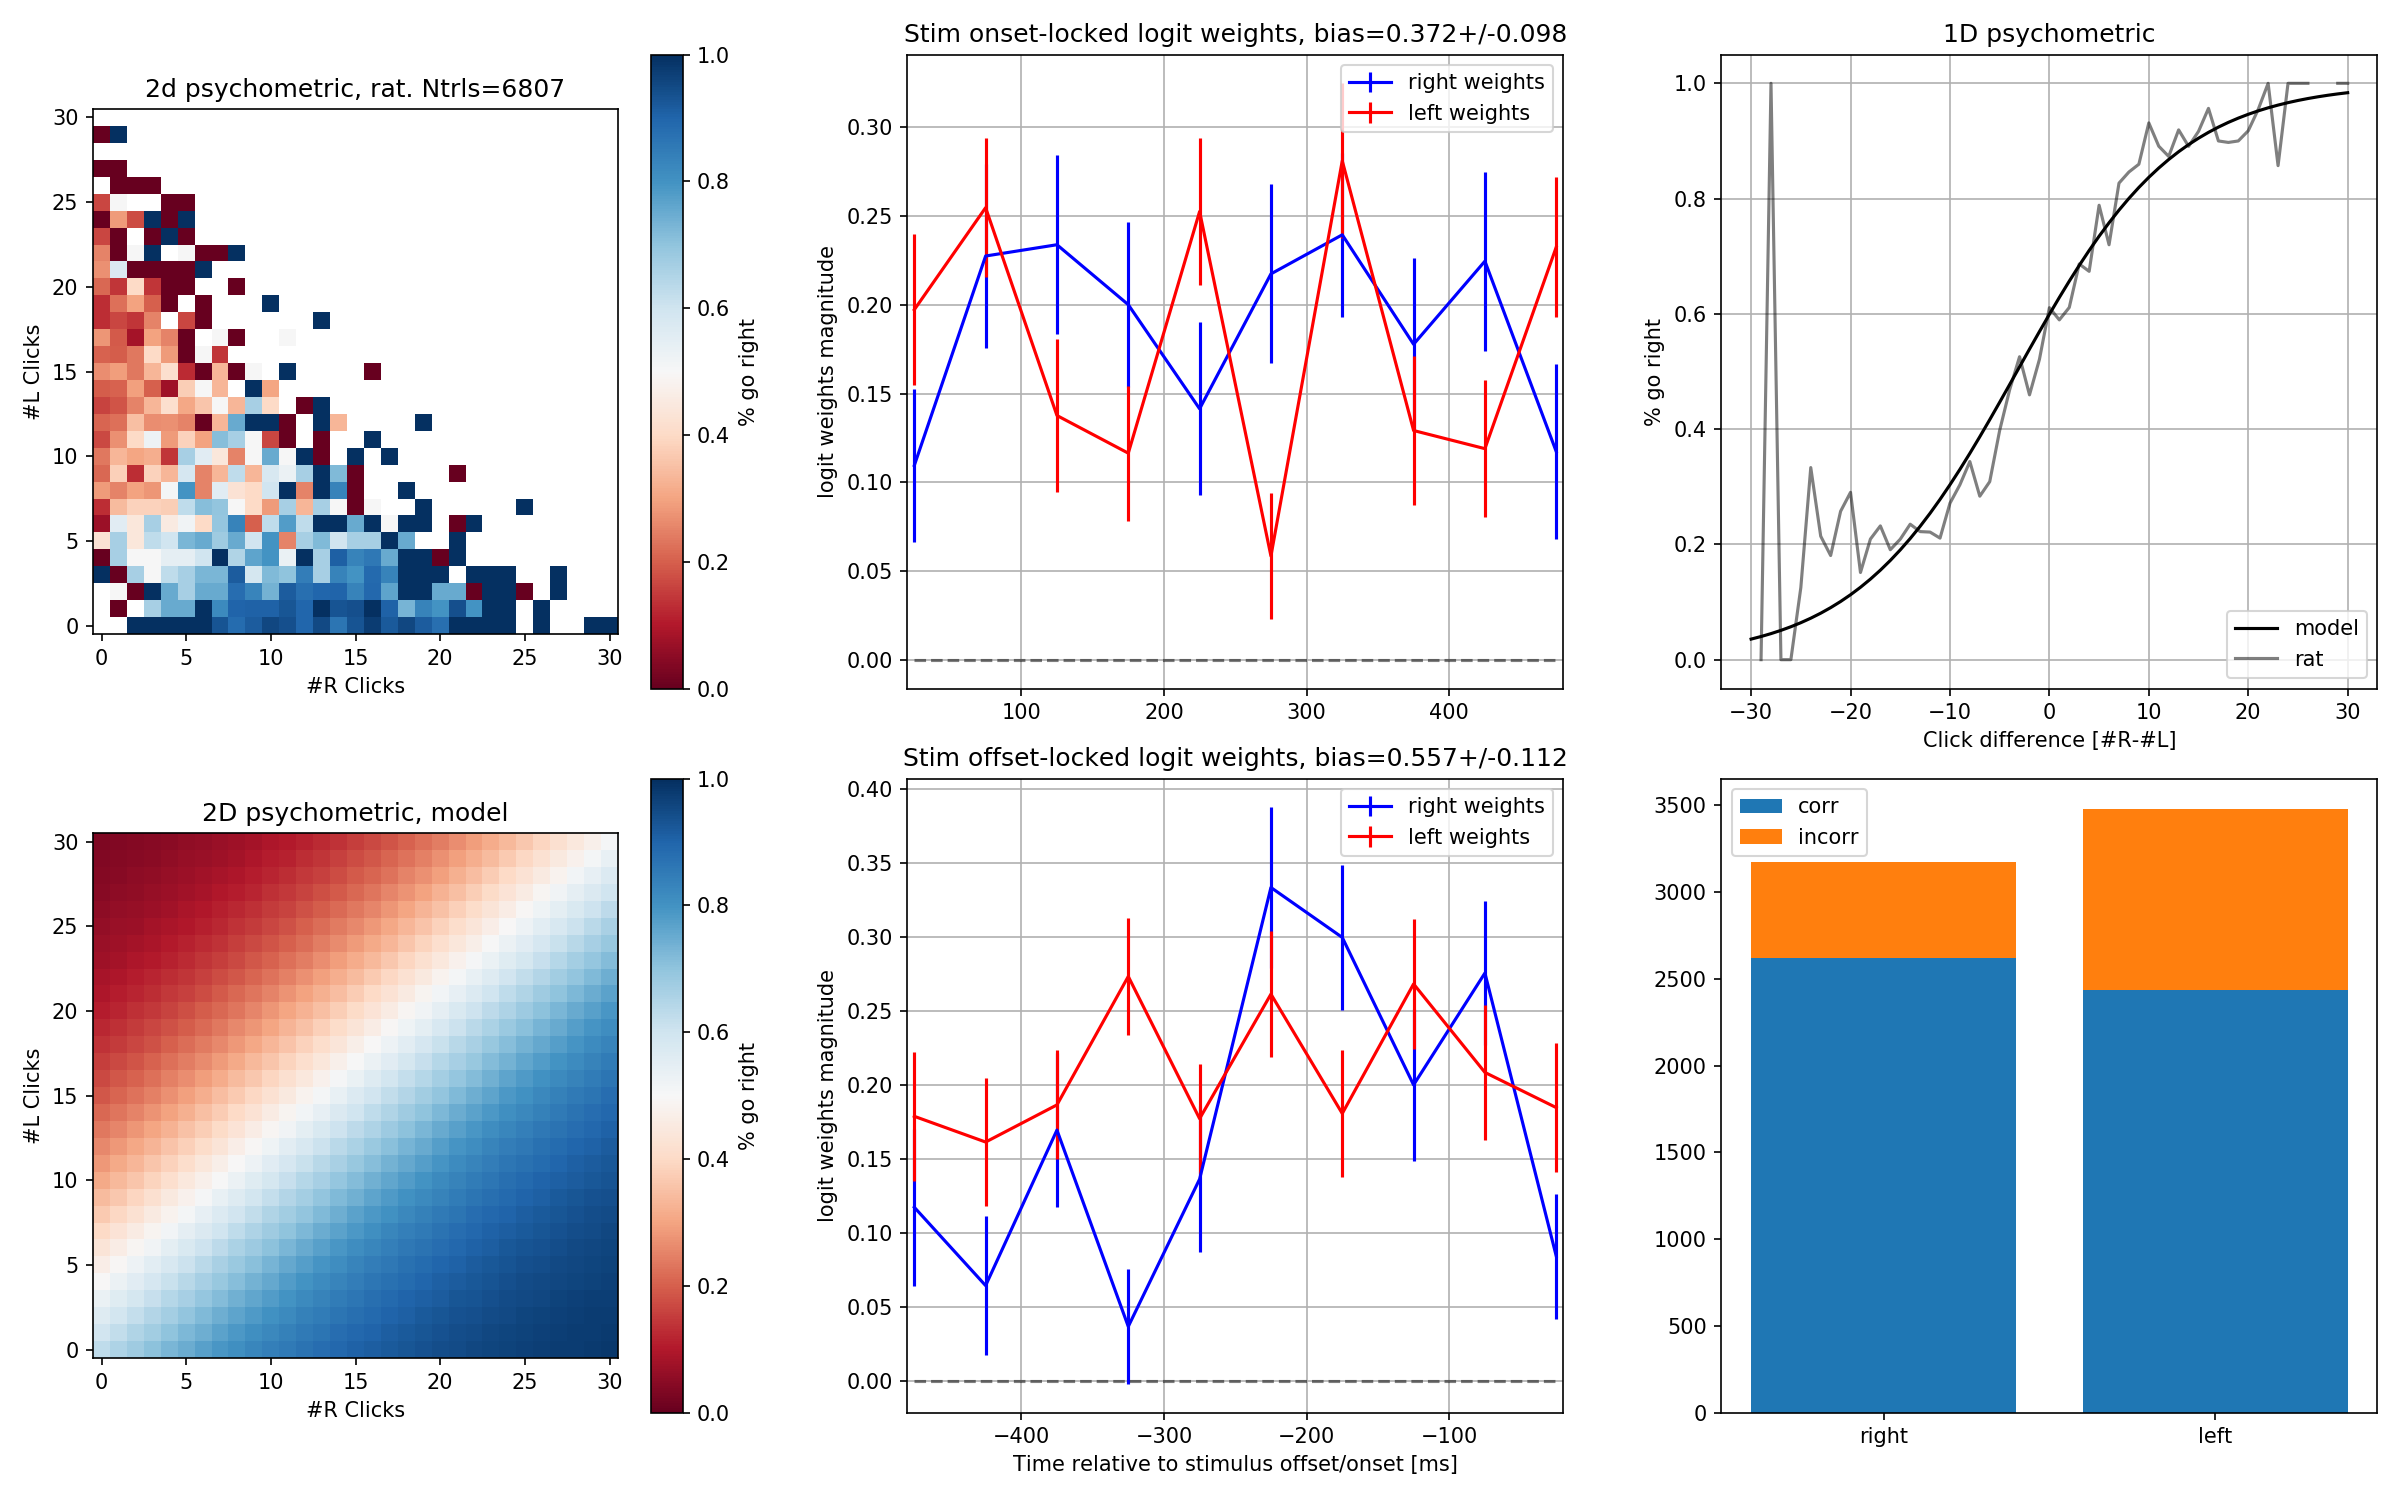 2d psychometric, rat. Ntrls=6807
30
25
20
15
10
5
0
#L Clicks
0 5 10 15 20 25 30
#R Clicks
1.0
0.8
0.6
0.4
0.2
0.0
% go right
Stim onset-locked logit weights, bias=0.372+/-0.098
right weights
left weights
0.30
0.25
0.20
0.15
0.10
0.05
0.00
logit weights magnitude
100 200 300 400
1D psychometric
1.0
0.8
0.6
0.4
0.2
0.0
% go right
model
rat
−30 −20 −10 0 10 20 30
Click difference [#R-#L]
2D psychometric, model
30
25
20
15
10
5
0
#L Clicks
0 5 10 15 20 25 30
#R Clicks
1.0
0.8
0.6
0.4
0.2
0.0
% go right
Stim offset-locked logit weights, bias=0.557+/-0.112
right weights
left weights
0.40
0.35
0.30
0.25
0.20
0.15
0.10
0.05
0.00
logit weights magnitude
−400 −300 −200 −100
Time relative to stimulus offset/onset [ms]
corr
incorr
3500
3000
2500
2000
1500
1000
500
0
right left